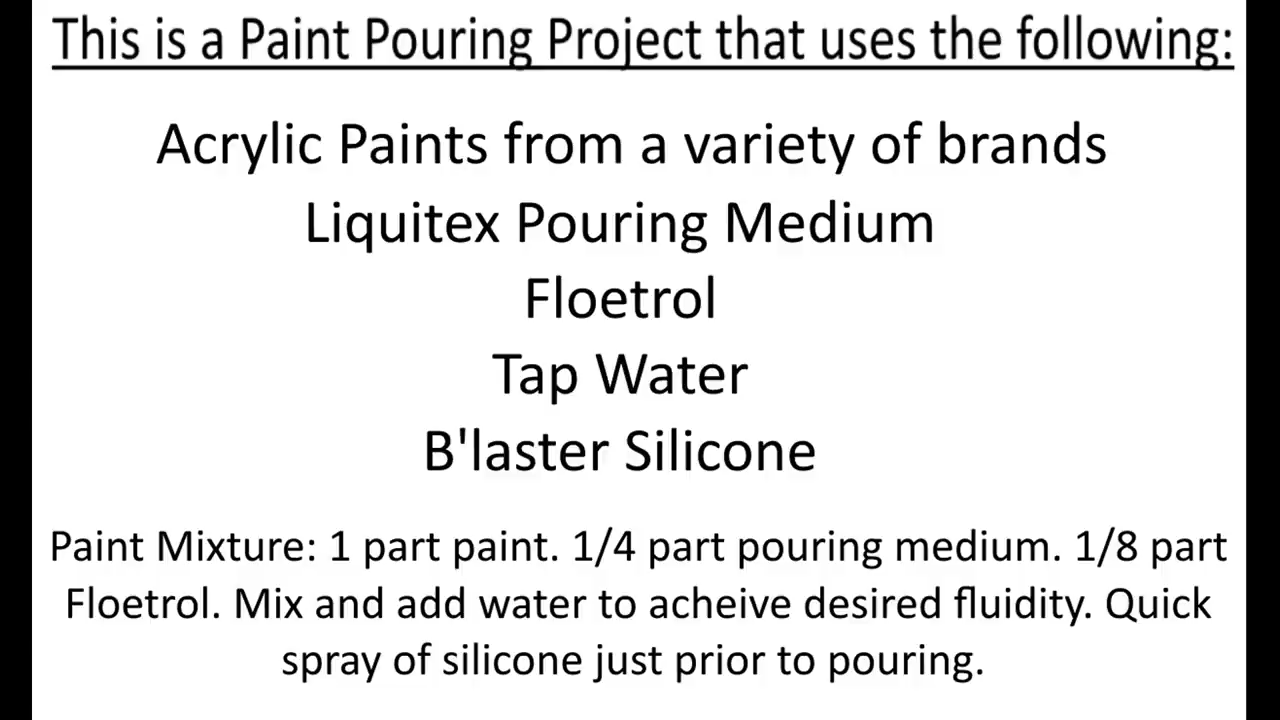 This is a Paint Pouring Project that uses the following:
Acrylic Paints from a variety of brands
Liquitex Pouring Medium
Floetrol
Tap Water
B'laster Silicone
Paint Mixture: 1 part paint. 1/4 part pouring medium. 1/8 part
Floetrol. Mix and add water to acheive desired fluidity. Quick
spray of silicone just prior to pouring.